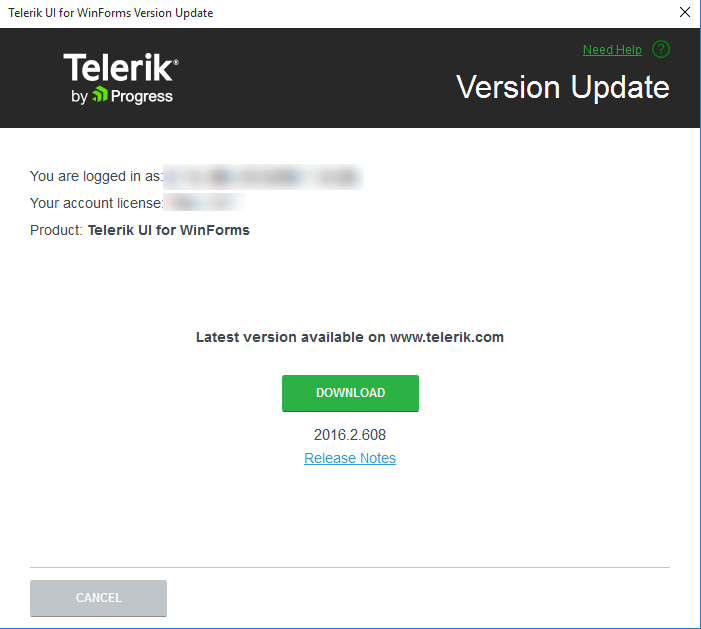 Telerik UI for WinForms Version Update
Need Help ?
Telerik®
by Progress
Version Update
You are logged in as:
Your account license:
Product: Telerik UI for WinForms
Latest version available on www.telerik.com
DOWNLOAD
2016.2.608
Release Notes
CANCEL